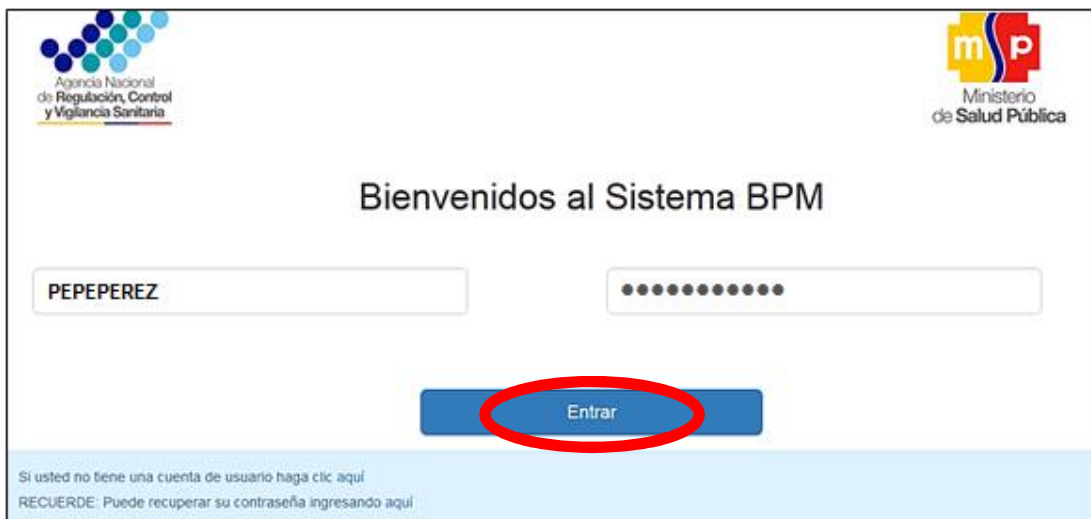 Agencia Nacional
de Regulación, Control
y Vigilancia Sanitaria
msp
Ministerio
de Salud Pública
Bienvenidos al Sistema BPM
PEPEPEREZ
Entrar
Si usted no tiene una cuenta de usuario haga clic aquí
RECUERDE: Puede recuperar su contraseña ingresando aquí